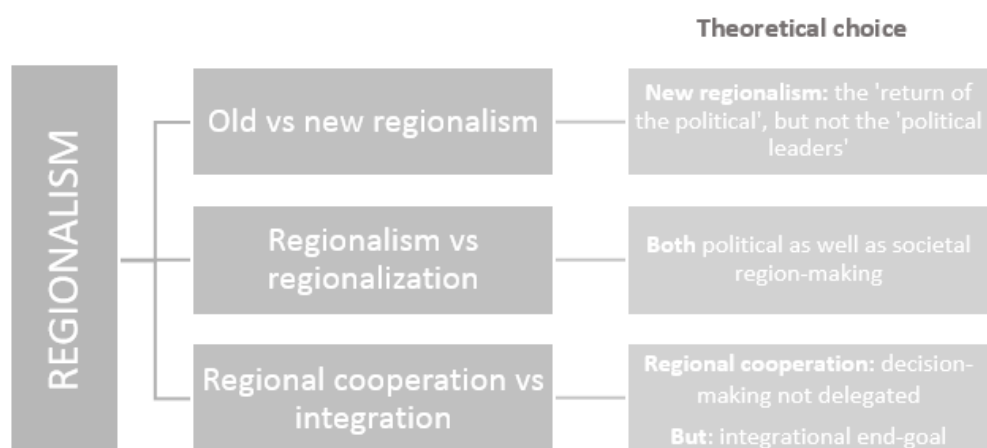 Theoretical choice
REGIONALISM
Old vs new regionalism
New regionalism: the 'return of
the political', but not the 'political
leaders'
Regionalism vs
regionalization
Both political as well as societal
region-making
Regional cooperation vs
integration
Regional cooperation: decision-
making not delegated
But: integrational end-goal